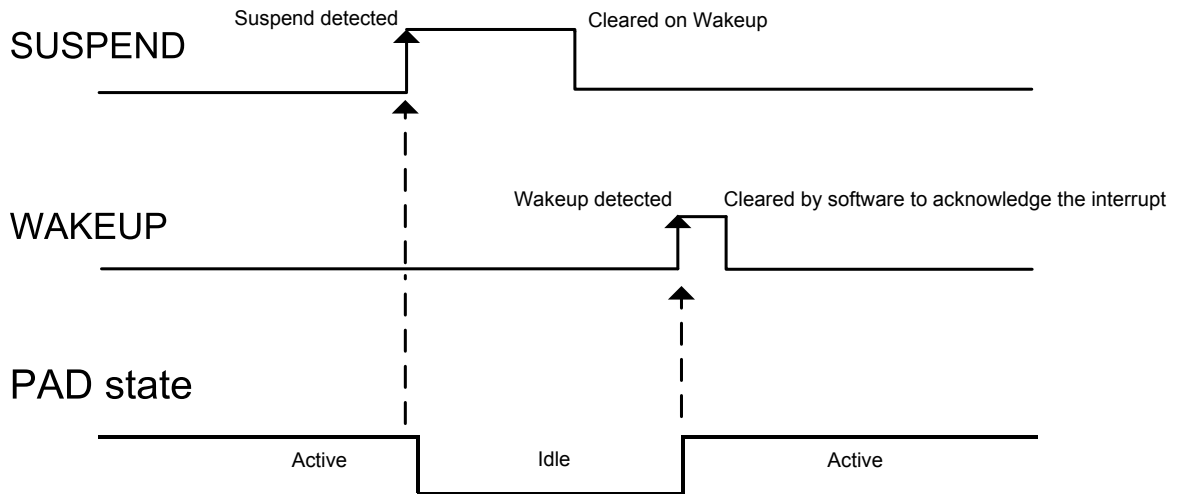 Suspend detected
Cleared on Wakeup
SUSPEND
Wakeup detected
Cleared by software to acknowledge the interrupt
WAKEUP
PAD state
Active
Idle
Active